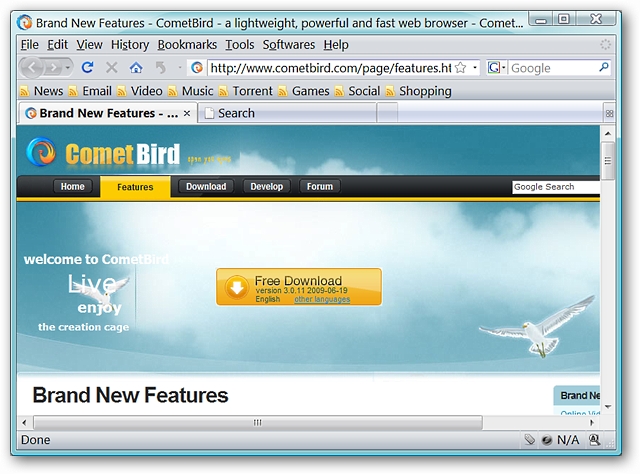 Brand New Features - CometBird - a lightweight, powerful and fast web browser - Comet...
File Edit View History Bookmarks Tools Softwares Help
http://www.cometbird.com/page/features.ht G Google
News Email Video Music Torrent Games Social Shopping
Brand New Features - ... Search
CometBird
Home Features Download Develop Forum Google Search
welcome to CometBird
Live
enjoy
the creation cage
Free Download
version 3.0.11 2009-06-19
English other languages
Brand New Features
Brand Ne
Online Vid
Done N/A